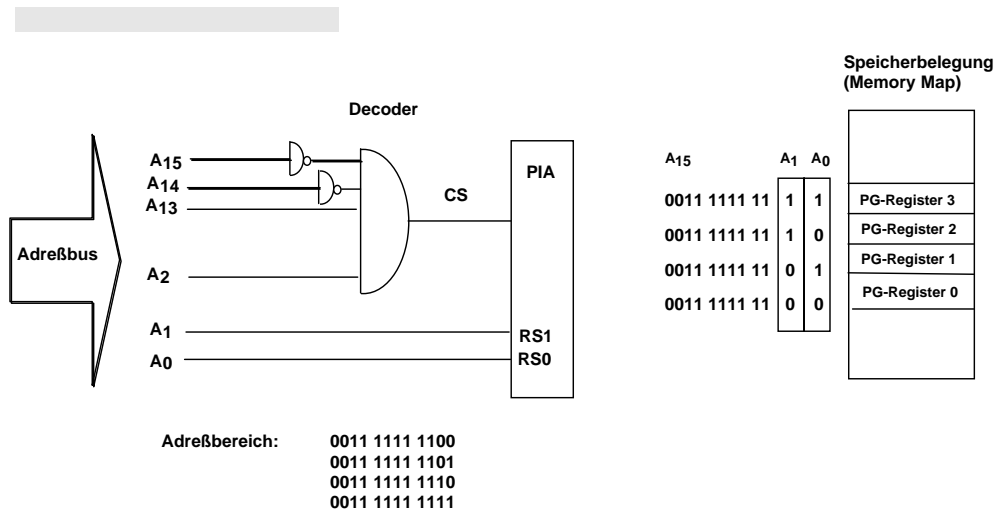 Speicherbelegung
(Memory Map)
Decoder
A15
A14
A13
A2
A1
A0
Adreßbus
CS
PIA
RS1
RS0
A15 A1 A0
0011 1111 11 1 1
0011 1111 11 1 0
0011 1111 11 0 1
0011 1111 11 0 0
PG-Register 3
PG-Register 2
PG-Register 1
PG-Register 0
Adreßbereich: 0011 1111 1100
0011 1111 1101
0011 1111 1110
0011 1111 1111